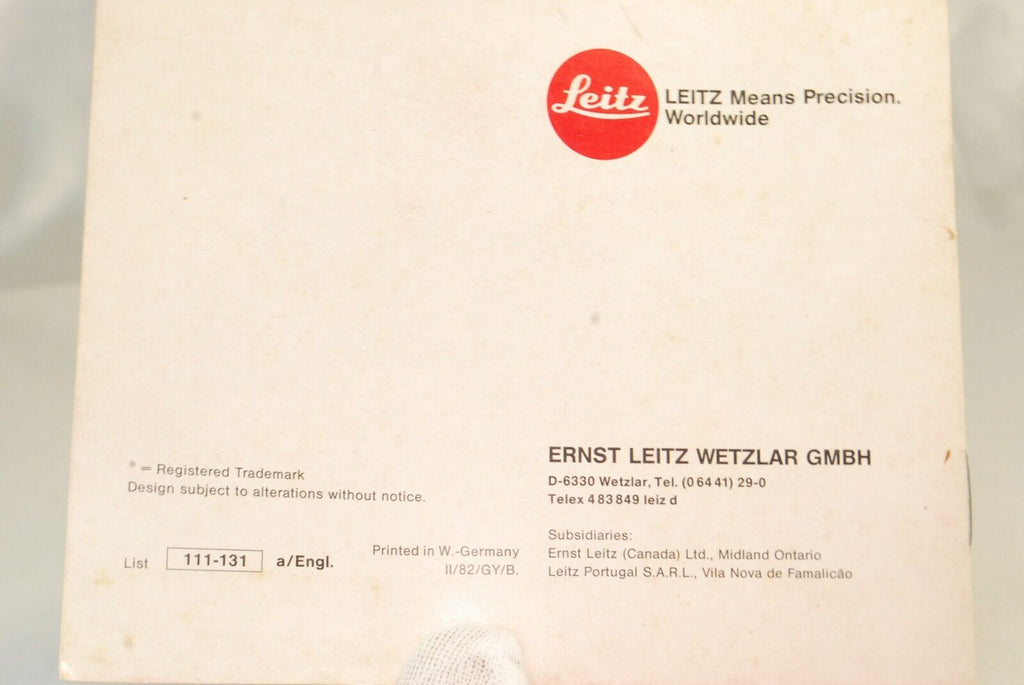 Leitz
LEITZ Means Precision.
Worldwide
® = Registered Trademark
Design subject to alterations without notice.
List 111-131 a/Engl.
Printed in W.-Germany
II/82/GY/B.
ERNST LEITZ WETZLAR GMBH
D-6330 Wetzlar, Tel. (0 64 41) 29-0
Telex 4 83 849 leiz d
Subsidiaries:
Ernst Leitz (Canada) Ltd., Midland Ontario
Leitz Portugal S.A.R.L., Vila Nova de Famalicão